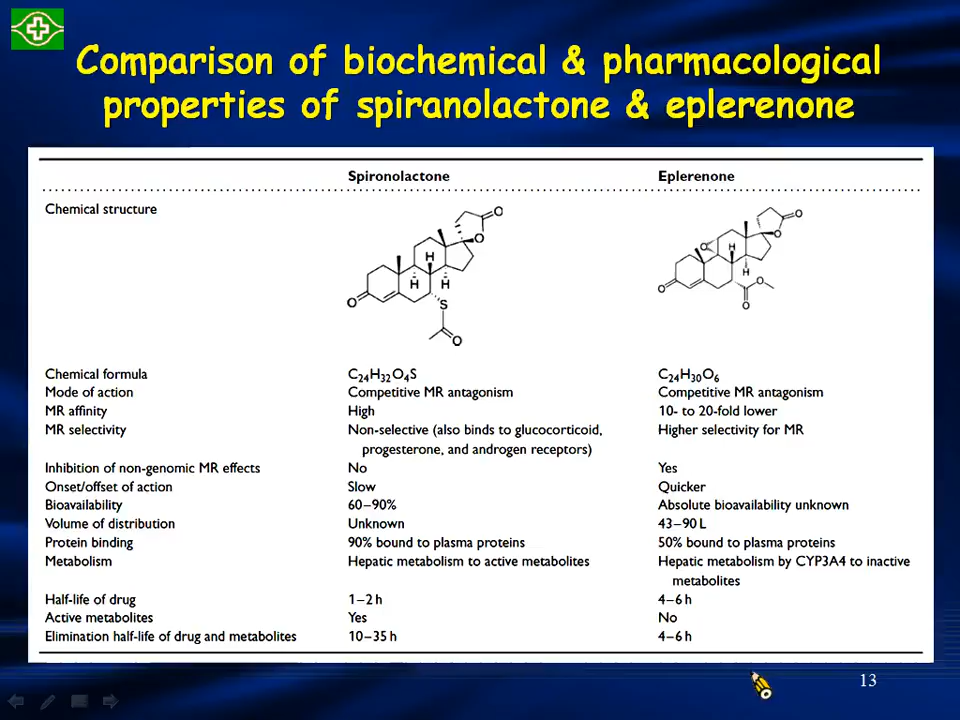 Comparison of biochemical & pharmacological
properties of spiranolactone & eplerenone
Spironolactone Eplerenone
Chemical structure
O O H H H O S O
O O O H H O O O
Chemical formula C24H32O4S C24H30O6
Mode of action Competitive MR antagonism Competitive MR antagonism
MR affinity High 10- to 20-fold lower
MR selectivity Non-selective (also binds to glucocorticoid, Higher selectivity for MR
progesterone, and androgen receptors)
Inhibition of non-genomic MR effects No Yes
Onset/offset of action Slow Quicker
Bioavailability 60–90% Absolute bioavailability unknown
Volume of distribution Unknown 43–90 L
Protein binding 90% bound to plasma proteins 50% bound to plasma proteins
Metabolism Hepatic metabolism to active metabolites Hepatic metabolism by CYP3A4 to inactive
metabolites
Half-life of drug 1–2 h 4–6 h
Active metabolites Yes No
Elimination half-life of drug and metabolites 10–35 h 4–6 h
13